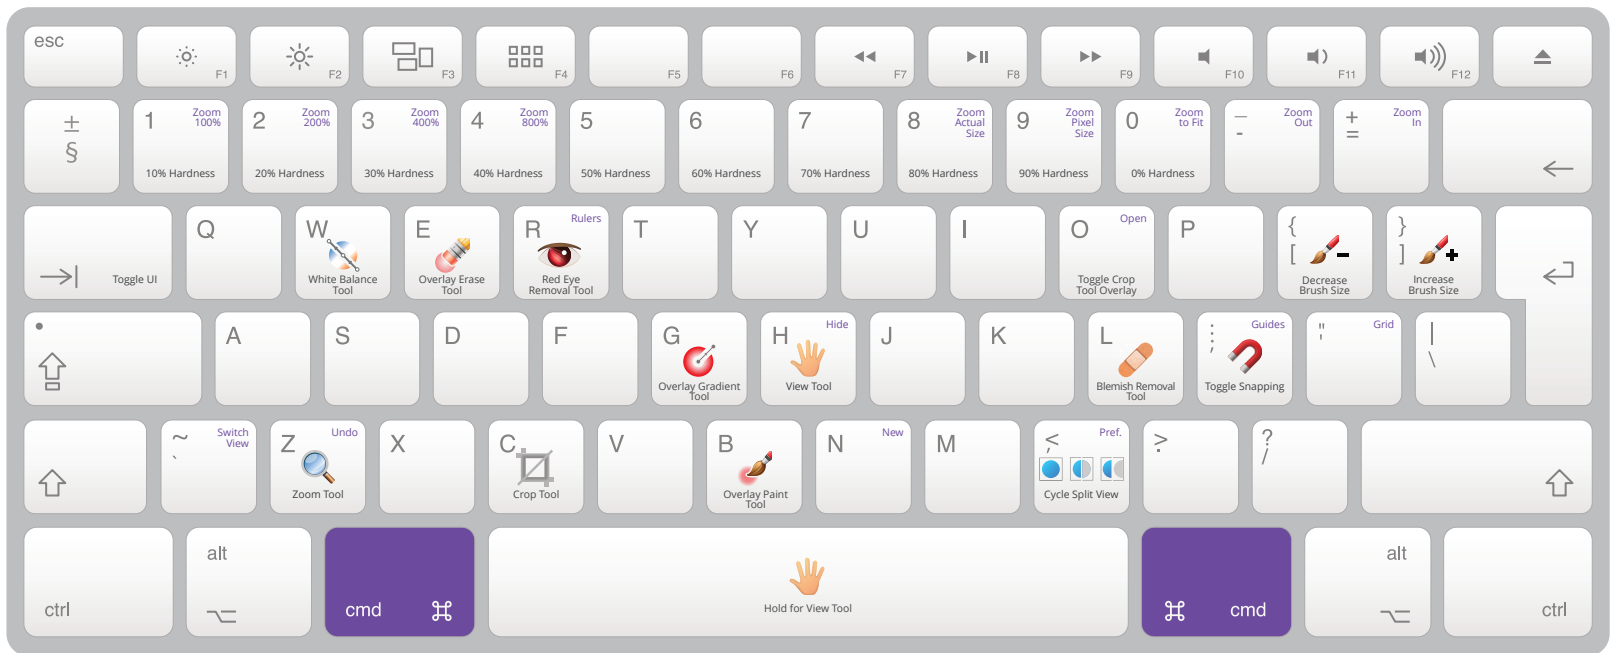 esc
F1
F2
F3
F4
F5
F6
F7
F8
F9
F10
F11
F12
±
§
1 Zoom
100%
10% Hardness
2 Zoom
200%
20% Hardness
3 Zoom
400%
30% Hardness
4 Zoom
800%
40% Hardness
5
50% Hardness
6
60% Hardness
7
70% Hardness
8 Zoom
Actual
Size
80% Hardness
9 Zoom
Pixel
Size
90% Hardness
0 Zoom
to Fit
0% Hardness
— Zoom
Out
-
+ Zoom
In
=
Toggle UI
Q
W
White Balance
Tool
E
Overlay Erase
Tool
R Rulers
Red Eye
Removal Tool
T
Y
U
I
O Open
Toggle Crop
Tool Overlay
P
{
[
Decrease
Brush Size
}
]
Increase
Brush Size
A
S
D
F
G
Overlay Gradient
Tool
H Hide
View Tool
J
K
L
Blemish Removal
Tool
: Guides
;
Toggle Snapping
" Grid
'
|
\
~ Switch
View
`
Z Undo
Zoom Tool
X
C
Crop Tool
V
B
Overlay Paint
Tool
N New
M
< Pref.
,
Cycle Split View
>
.
?
/
ctrl
alt
cmd ⌘
Hold for View Tool
⌘ cmd
alt
ctrl